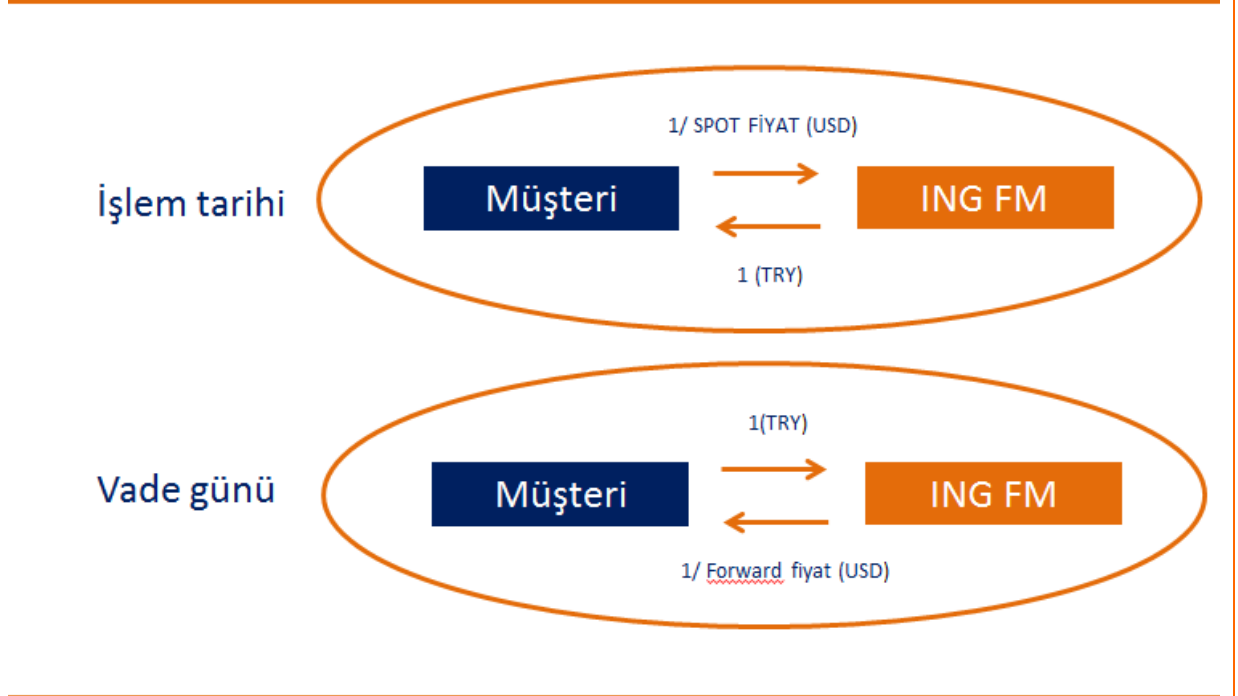 1/ SPOT FİYAT (USD)
İşlem tarihi
Müşteri
ING FM
1 (TRY)
1(TRY)
Vade günü
Müşteri
ING FM
1/ Forward fiyat (USD)